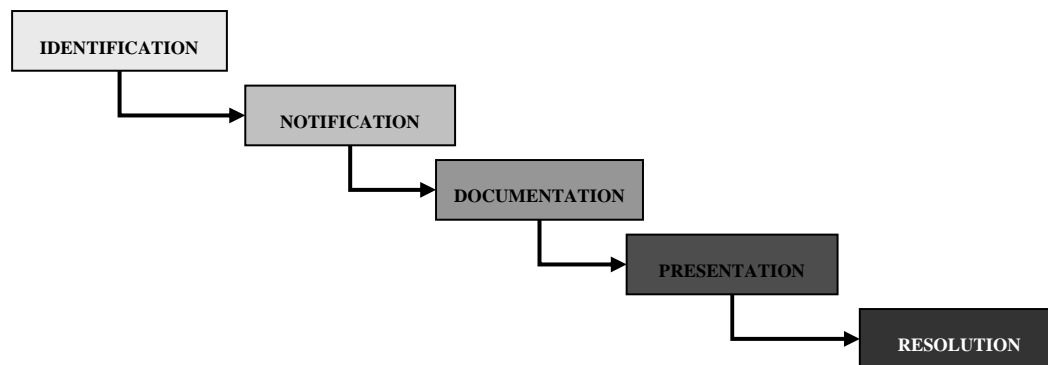 IDENTIFICATION
NOTIFICATION
DOCUMENTATION
PRESENTATION
RESOLUTION